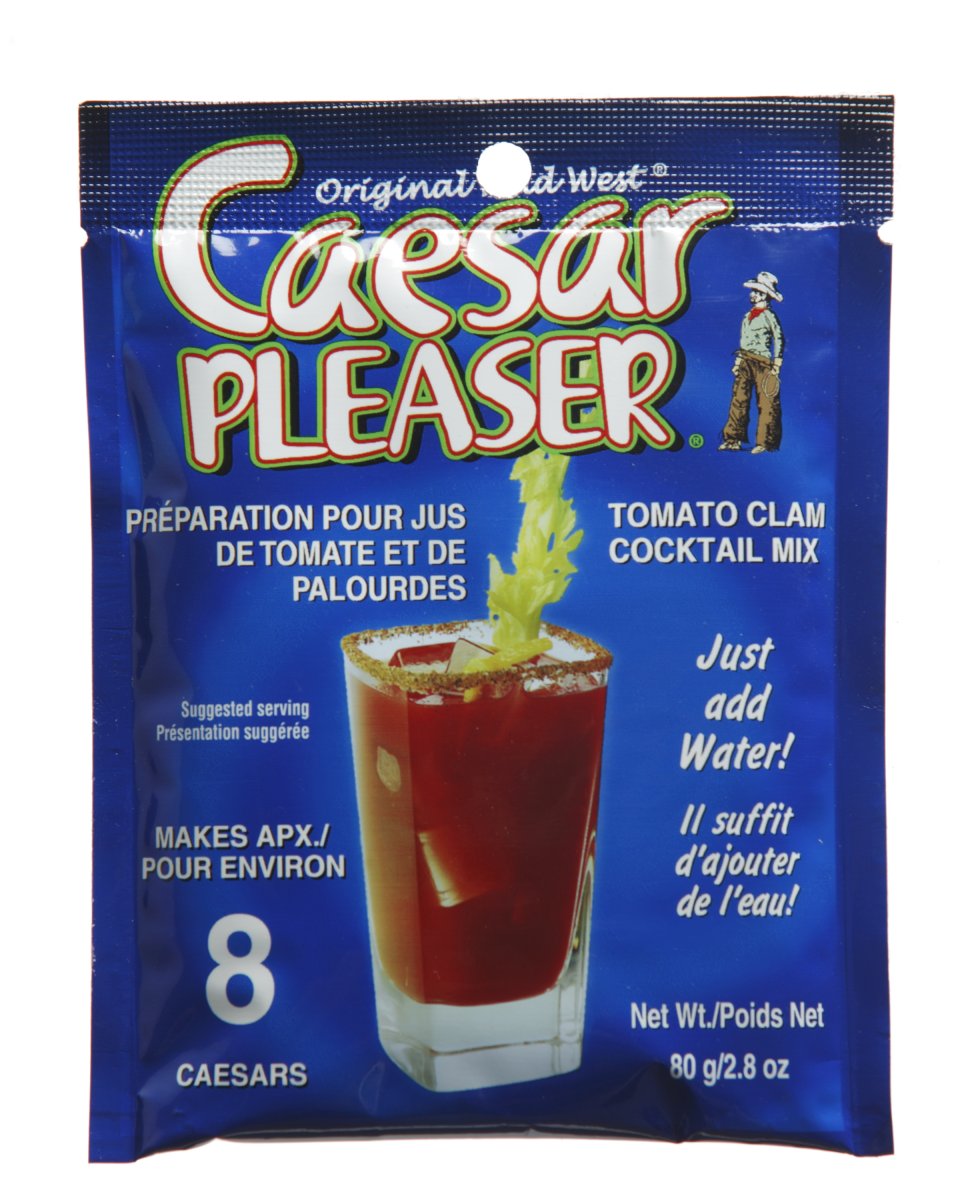 Original Wild West®
Caesar
PLEASER®
PRÉPARATION POUR JUS
DE TOMATE ET DE
PALOURDES
TOMATO CLAM
COCKTAIL MIX
Just
add
Water!
Suggested serving
Présentation suggérée
Il suffit
d'ajouter
de l'eau!
MAKES APX./
POUR ENVIRON
8
CAESARS
Net Wt./Poids Net
80 g/2.8 oz